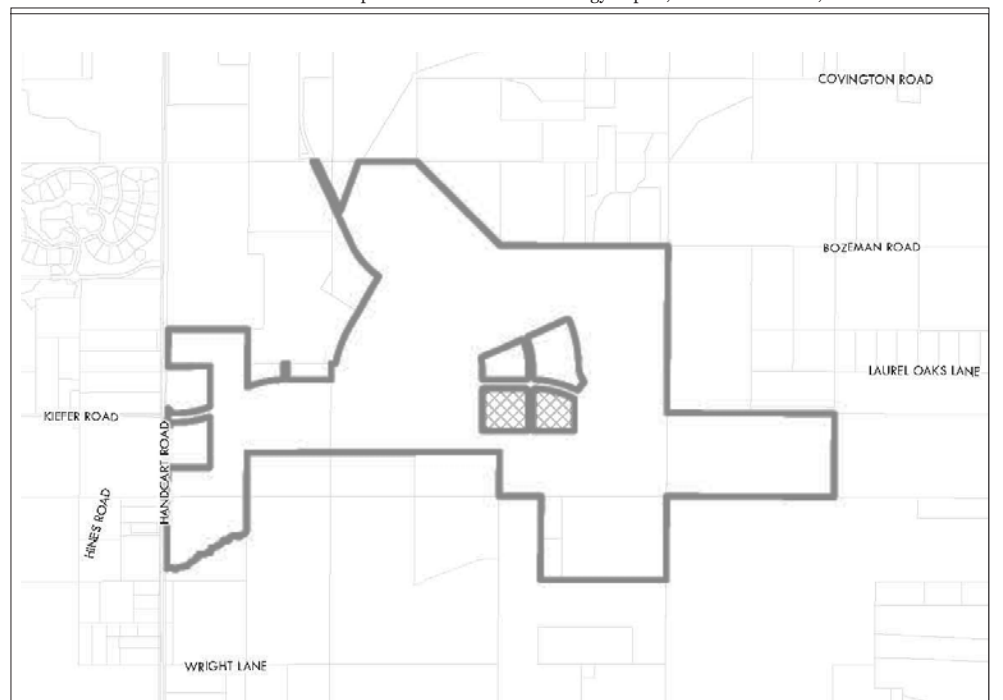 COVINGTON ROAD
BOZEMAN ROAD
LAUREL OAKS LANE
KIEFER ROAD
HANDCART ROAD
HINES ROAD
WRIGHT LANE